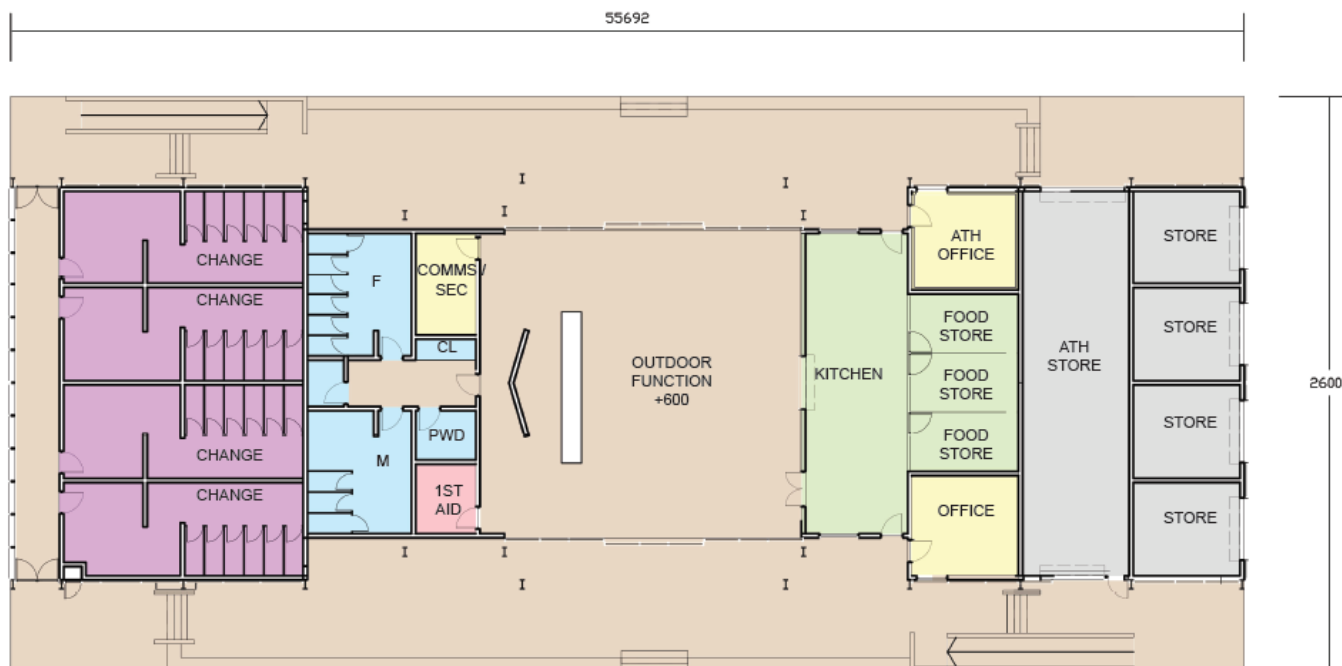 55692
CHANGE
CHANGE
CHANGE
CHANGE
F
COMMS/
SEC
CL
PWD
M
1ST
AID
OUTDOOR
FUNCTION
+600
KITCHEN
ATH
OFFICE
FOOD
STORE
FOOD
STORE
FOOD
STORE
OFFICE
ATH
STORE
STORE
STORE
STORE
STORE
2600